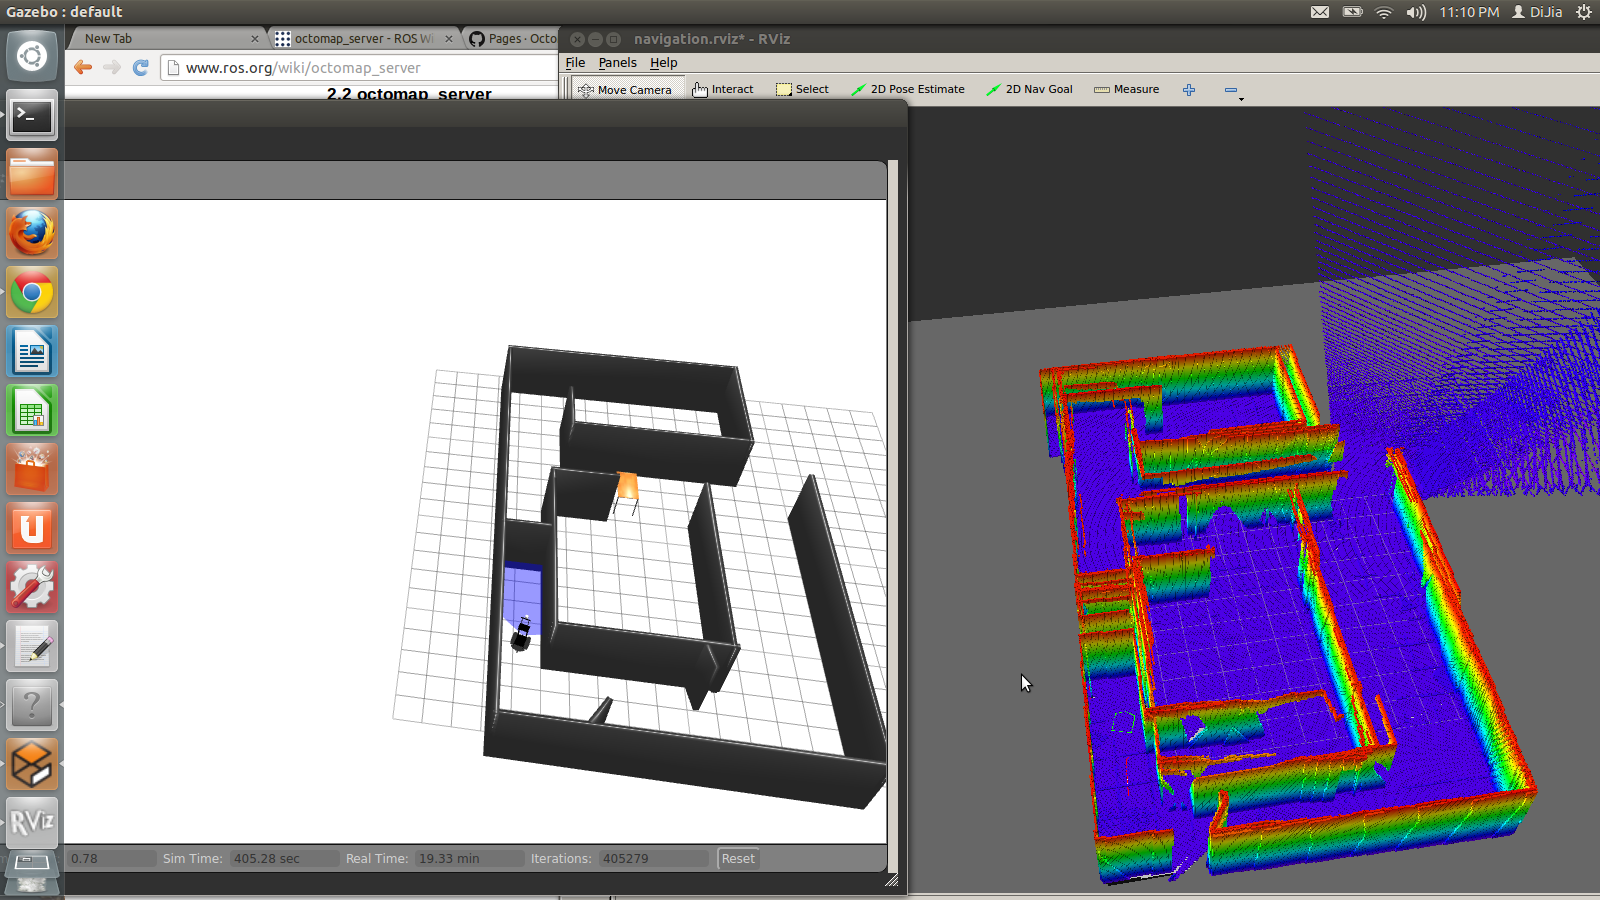 Gazebo : default
11:10 PM
DiJia
New Tab
octomap_server - ROS Wi
Pages · Octo
navigation.rviz* - RViz
www.ros.org/wiki/octomap_server
File Panels Help
2.2 octomap_server
Move Camera
Interact
Select
2D Pose Estimate
2D Nav Goal
Measure
U
?
RViz
0.78
Sim Time:
405.28 sec
Real Time:
19.33 min
Iterations:
405279
Reset